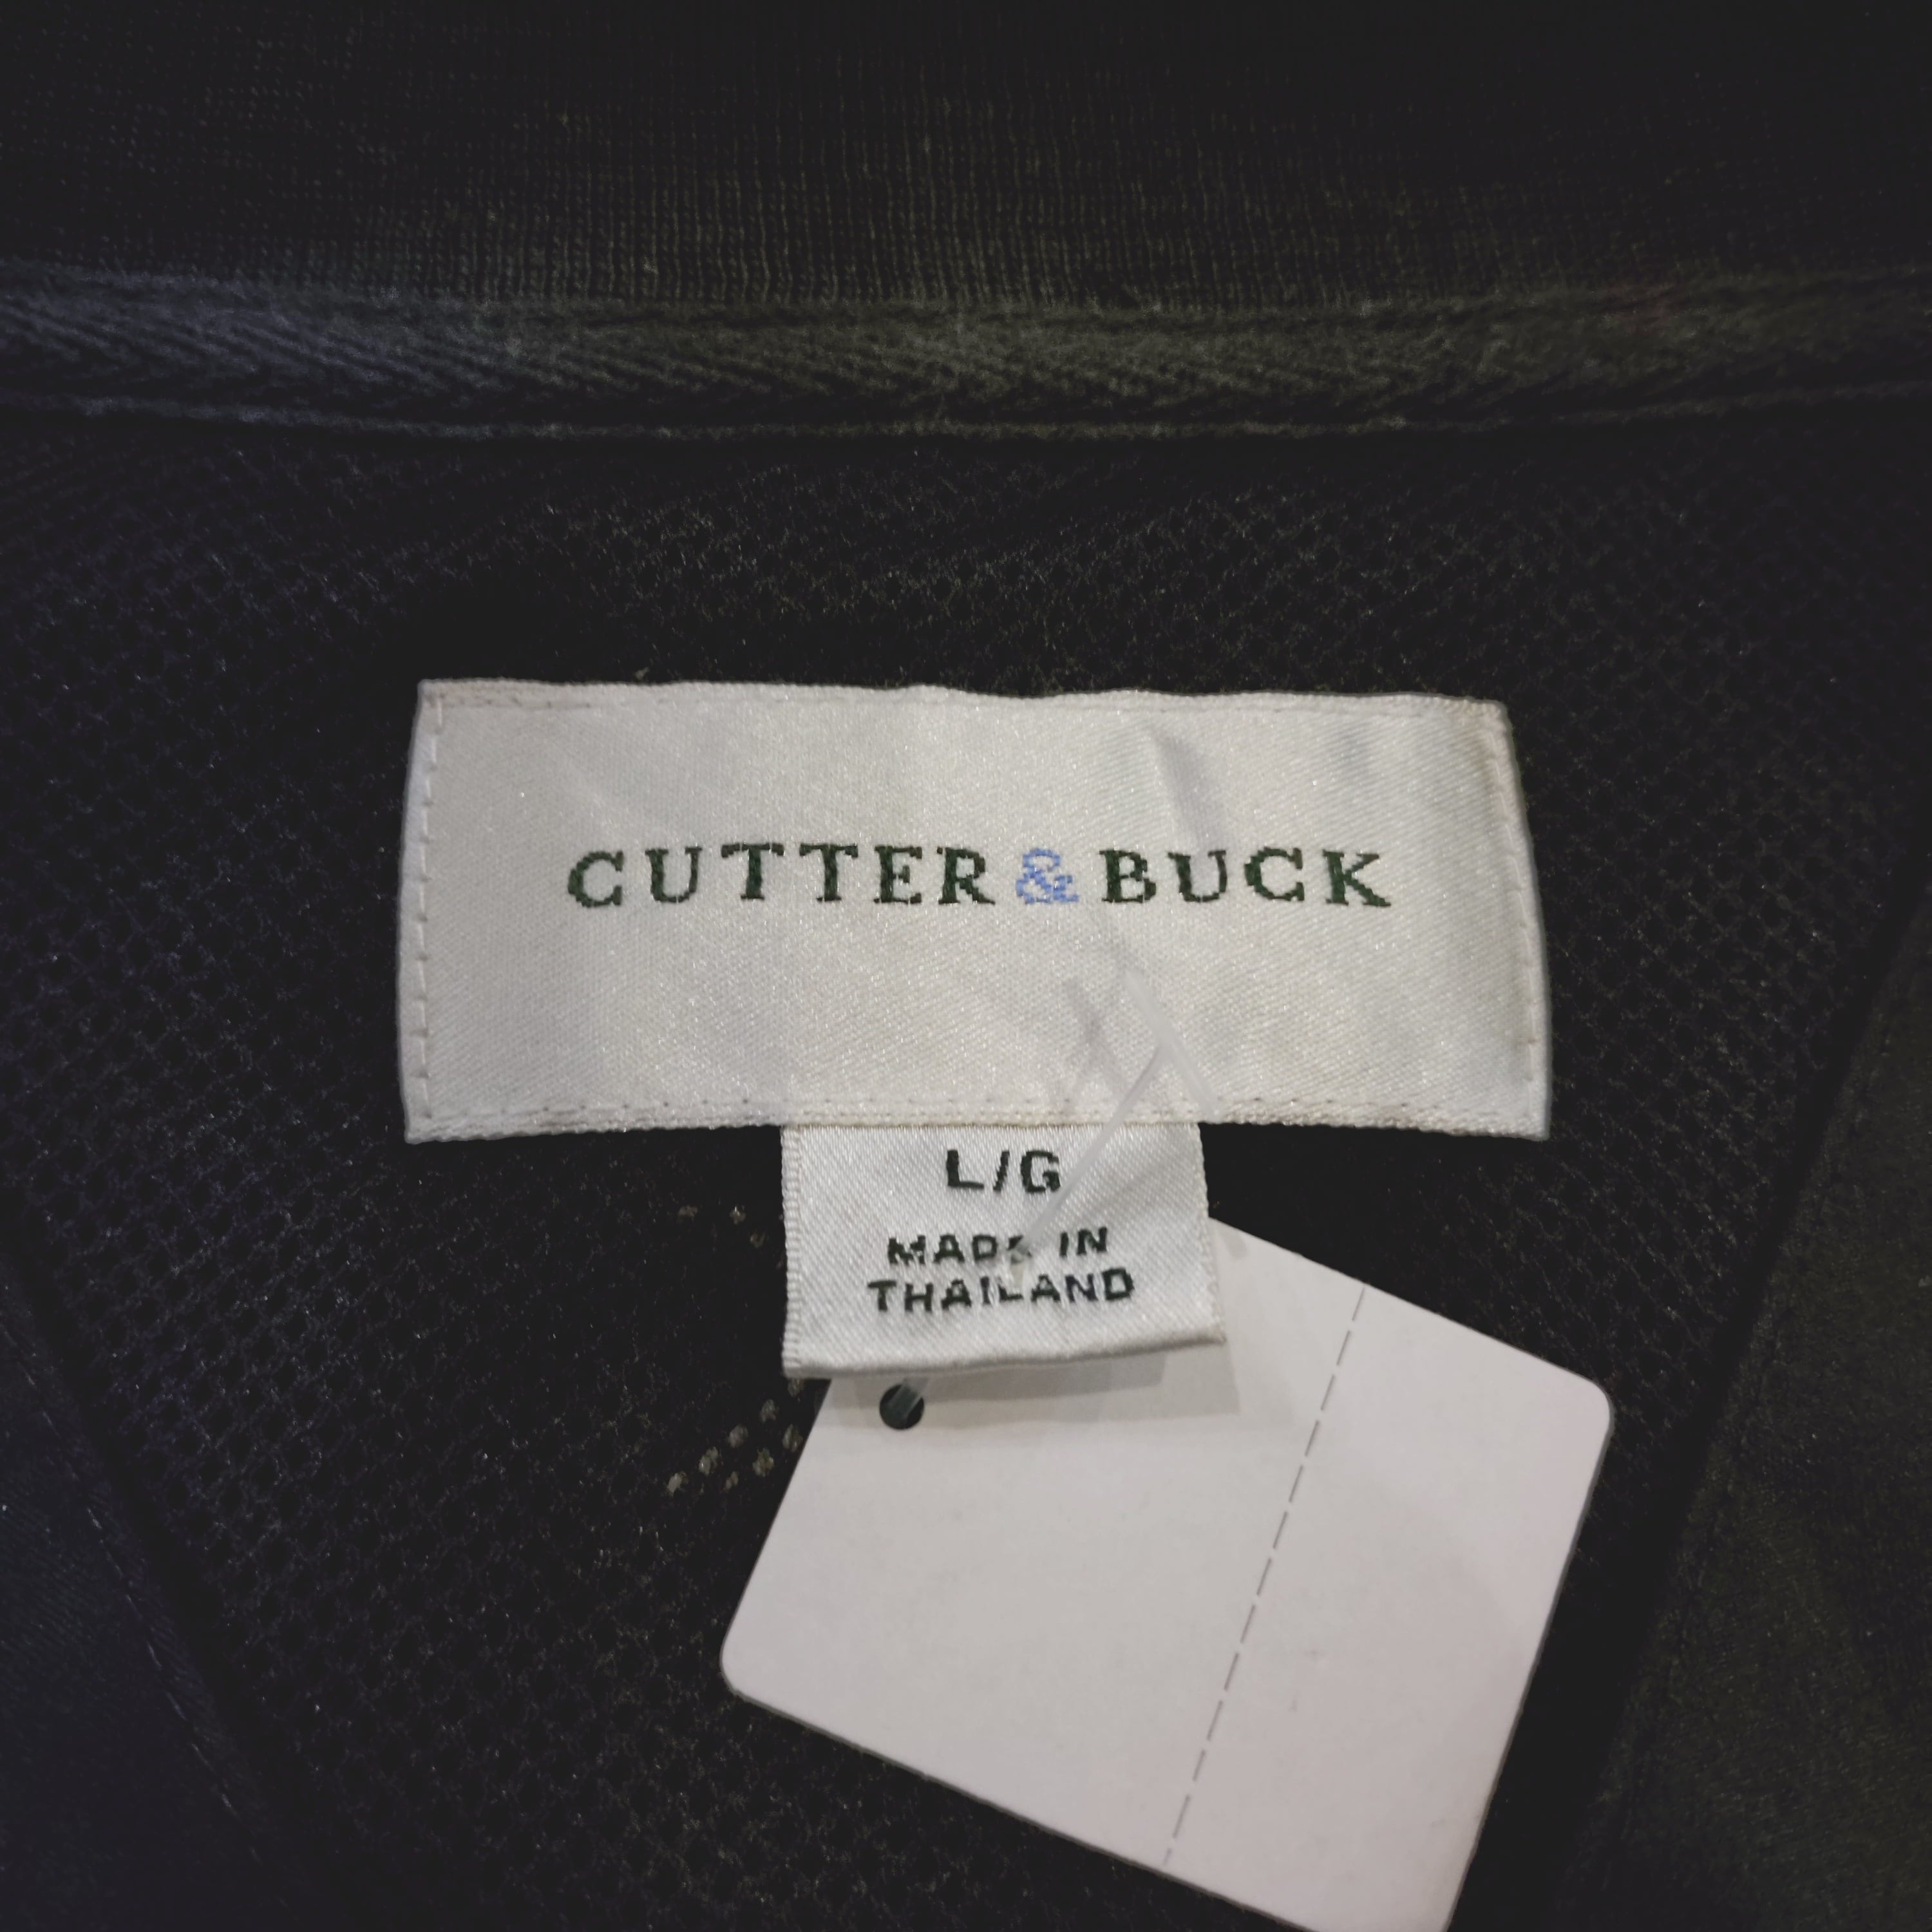 CUTTER & BUCK
L/G
MADE IN
THAILAND